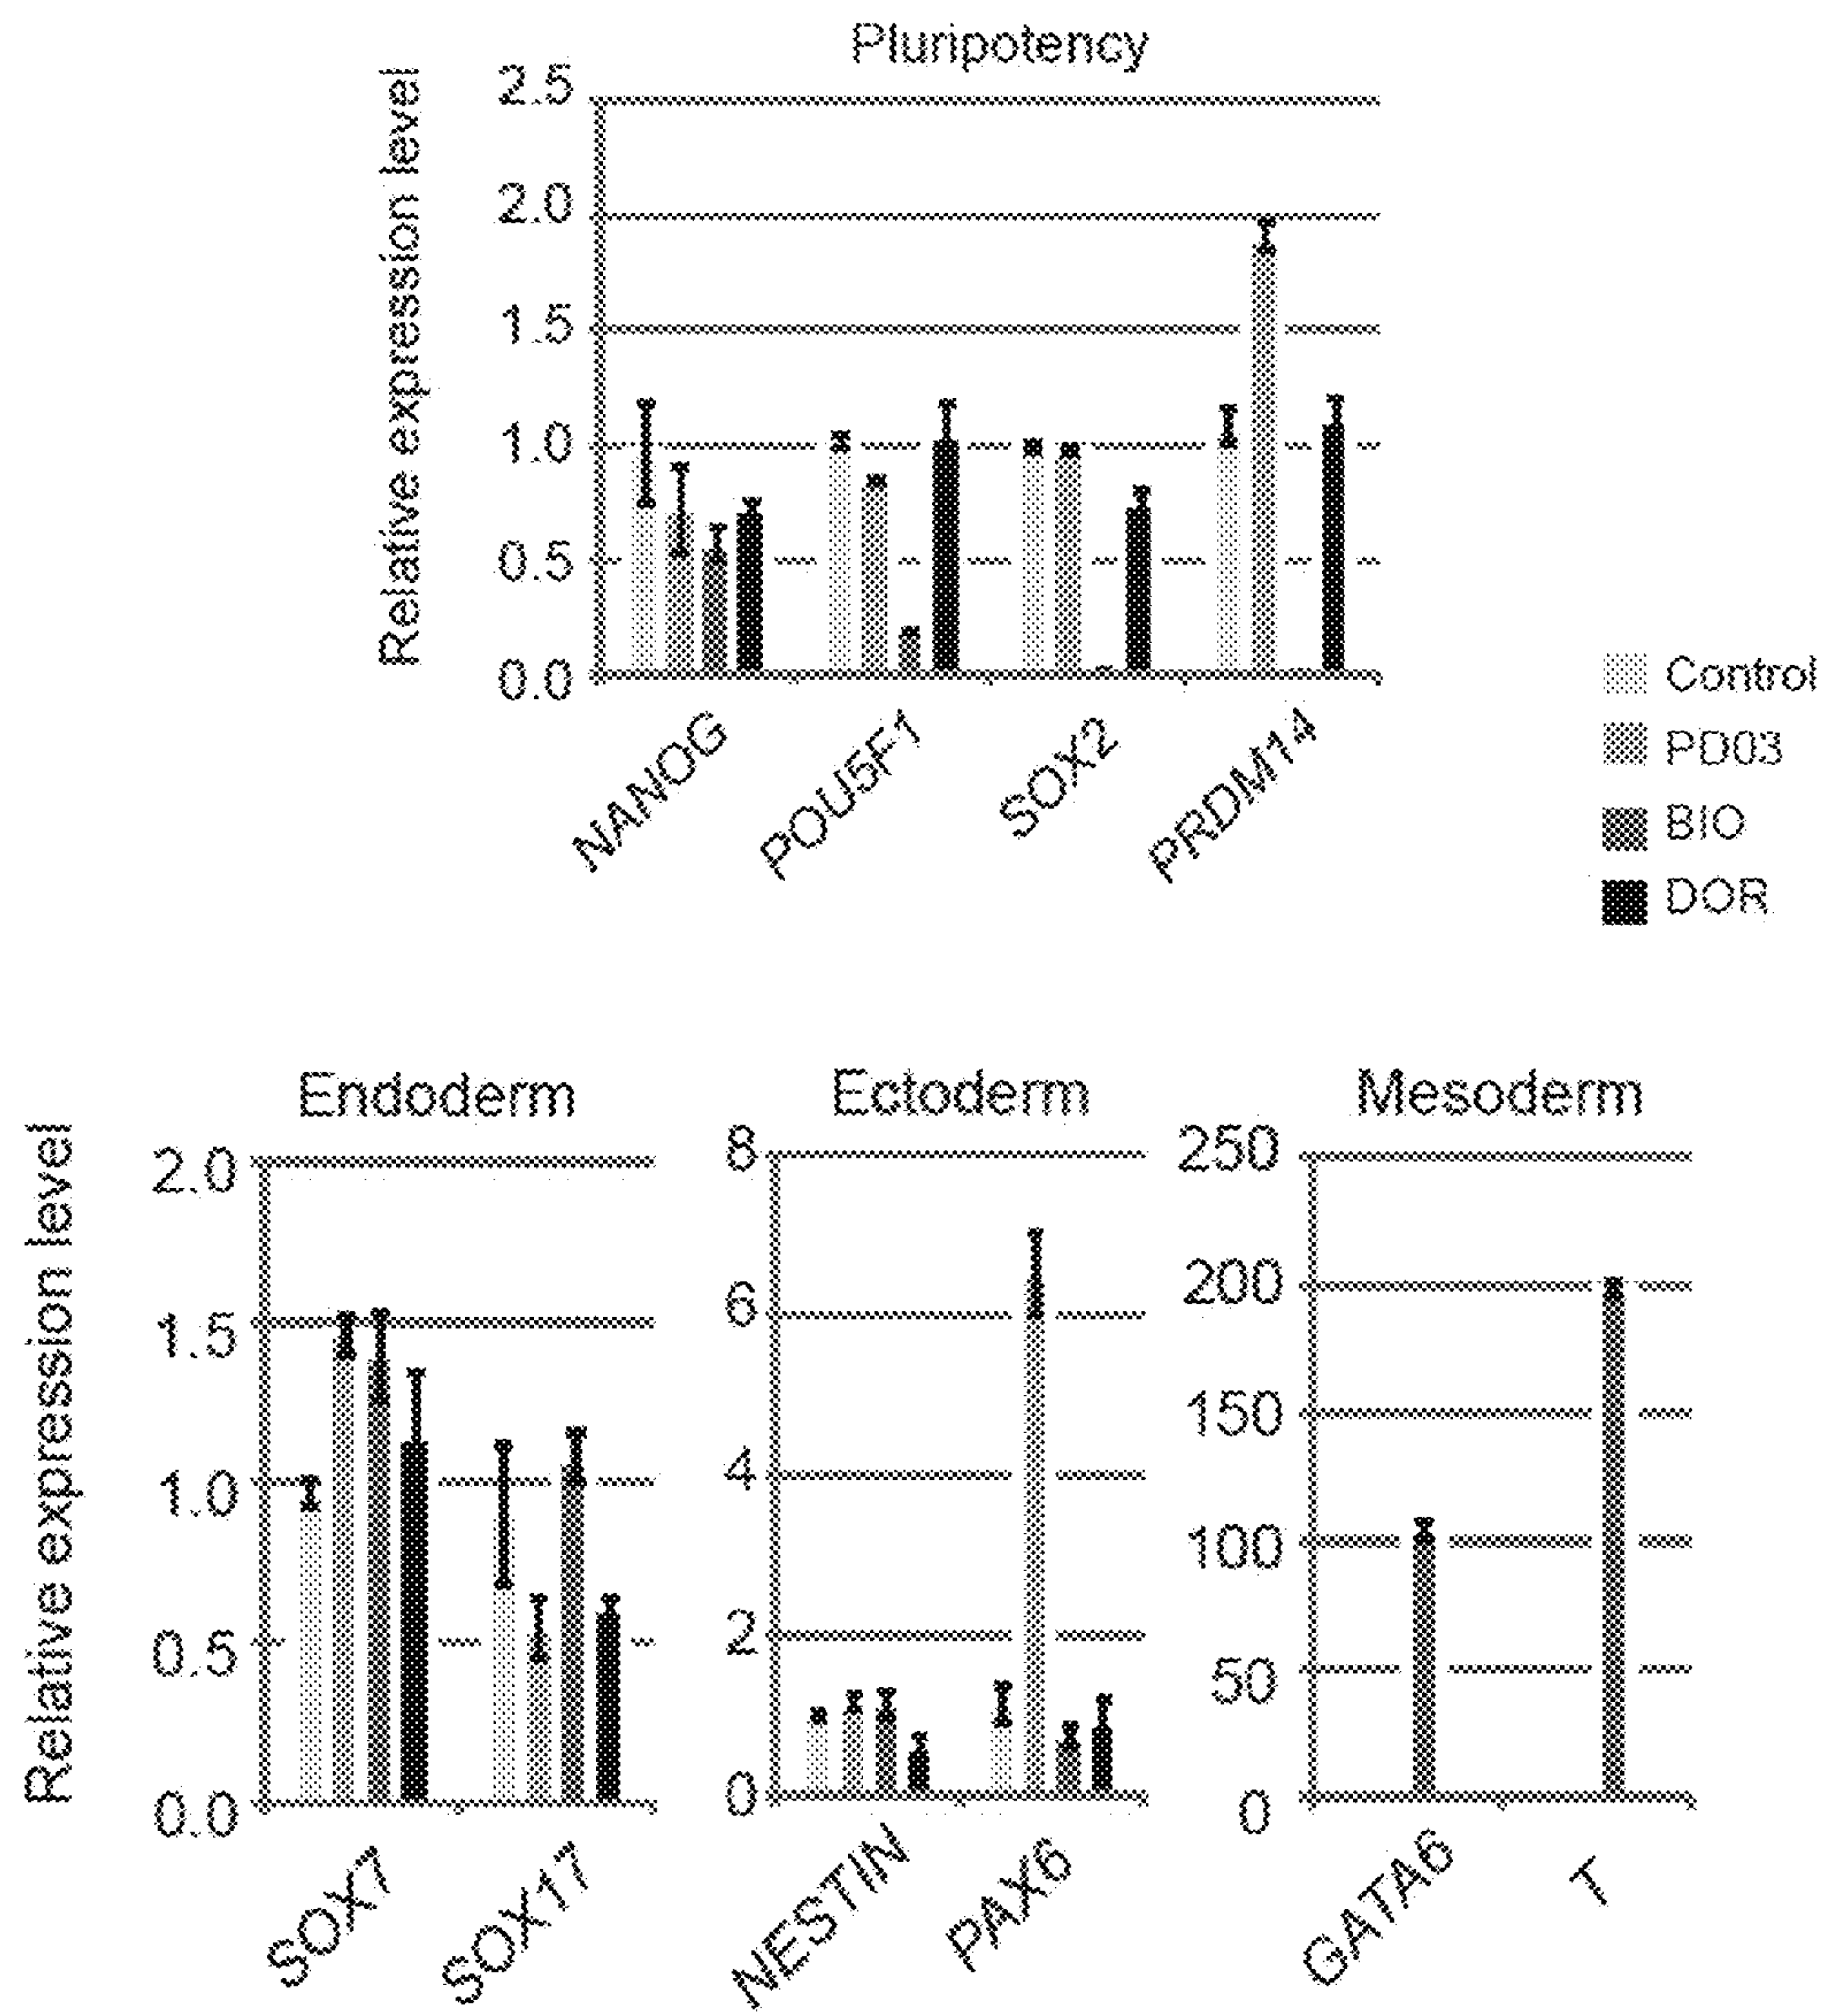 Pluripotency
Relative expression level
2.5
2.0
1.5
1.0
0.5
0.0
NANOG
POU5F1
SOX2
PRDM14
Control
PD03
BIO
DOR
Endoderm
Relative expression level
2.0
1.5
1.0
0.5
0.0
SOX7
SOX17
Ectoderm
8
6
4
2
0
NESTIN
PAX6
Mesoderm
250
200
150
100
50
0
GATA6
T